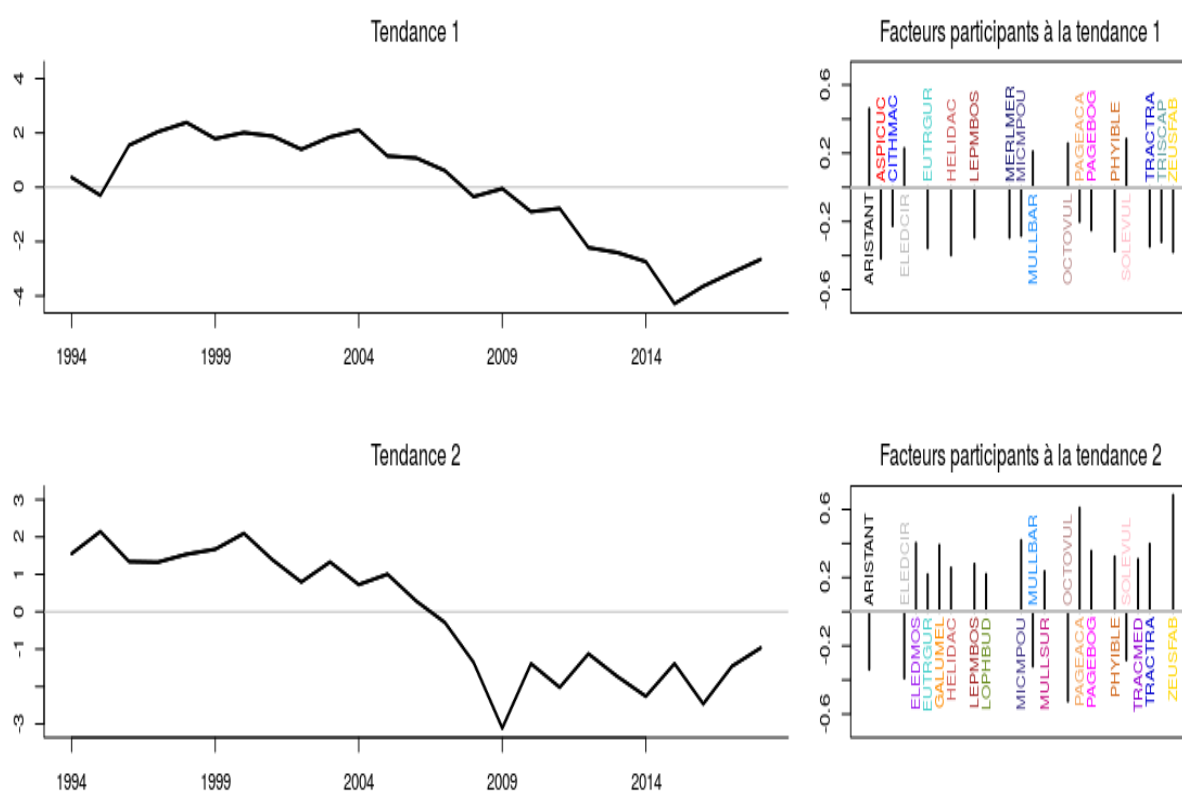 Tendance 1
4
2
0
-2
-4
1994 1999 2004 2009 2014
Facteurs participants à la tendance 1
0.6
0.2
-0.2
-0.6
ARISTANT
ASPICUC
CITHMAC
ELEDCIR
EUTRGUR
HELIDAC
LEPMBOS
MERLMER
MICMPOU
MULLBAR
OCTOVUL
PAGEACA
PAGEBOG
PHYIBLE
SOLEVUL
TRACTRA
TRISCAP
ZEUSFAB
Tendance 2
3
2
1
0
-1
-3
1994 1999 2004 2009 2014
Facteurs participants à la tendance 2
0.6
0.2
-0.2
-0.6
ARISTANT
ELEDCIR
ELEDMOS
EUTRGUR
GALUMEL
HELIDAC
LEPMBOS
LOPHBUD
MICMPOU
MULLBAR
MULLSUR
OCTOVUL
PAGEACA
PAGEBOG
PHYIBLE
SOLEVUL
TRACMED
TRACTRA
ZEUSFAB